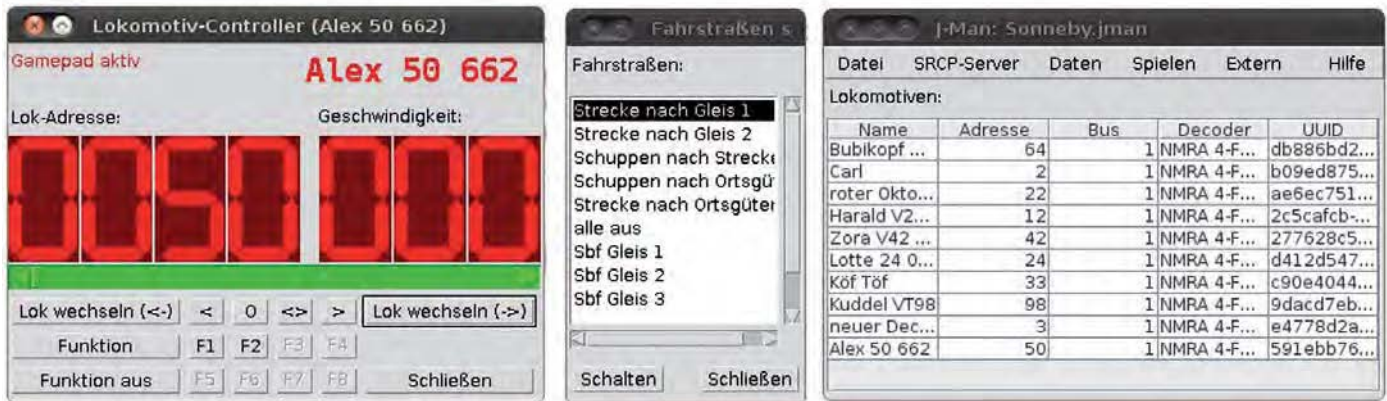 Lokomotiv-Controller (Alex 50 662)
Gamepad aktiv
Alex 50 662
Lok-Adresse:
Geschwindigkeit:
0050
000
Lok wechseln (<-) < 0 <> > Lok wechseln (->)
Funktion F1 F2 F3 F4
Funktion aus F5 F6 F7 F8 Schließen
Fahrstraßen s
Fahrstraßen:
Strecke nach Gleis 1
Strecke nach Gleis 2
Schuppen nach Strecke
Schuppen nach Ortsgü
Strecke nach Ortsgüter
alle aus
Sbf Gleis 1
Sbf Gleis 2
Sbf Gleis 3
Schalten Schließen
J-Man: Sonneby.jman
Datei SRCP-Server Daten Spielen Extern Hilfe
Lokomotiven:
Name Adresse Bus Decoder UUID
Bubikopf ... 64 1 NMRA 4-F... db886bd2...
Carl 2 1 NMRA 4-F... b09ed875...
roter Okto... 22 1 NMRA 4-F... ae6ec751...
Harald V2... 12 1 NMRA 4-F... 2c5cafcb-...
Zora V42 ... 42 1 NMRA 4-F... 277628c5...
Lotte 24 0... 24 1 NMRA 4-F... d412d547...
Köf Töf 33 1 NMRA 4-F... c90e4044...
Kuddel VT98 98 1 NMRA 4-F... 9dacd7eb...
neuer Dec... 3 1 NMRA 4-F... e4778d2a...
Alex 50 662 50 1 NMRA 4-F... 591ebb76...